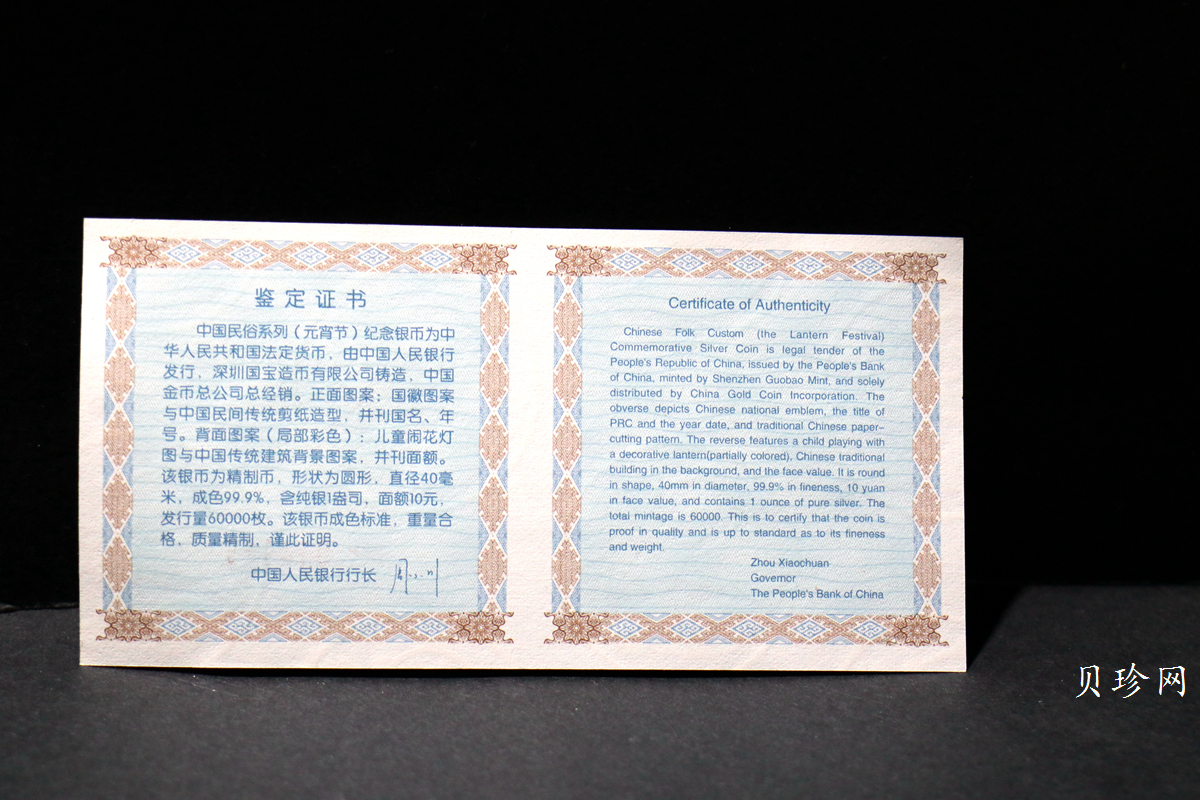 鉴定证书
中国民俗系列（元宵节）纪念银币为中
华人民共和国法定货币，由中国人民银行
发行，深圳国宝造币有限公司铸造，中国
金币总公司总经销。正面图案：国徽图案
与中国民间传统剪纸造型，并刊国名、年
号。背面图案（局部彩色）：儿童闹花灯
图与中国传统建筑背景图案，并刊面额。
该银币为精制币，形状为圆形，直径40毫
米，成色99.9%，含纯银1盎司，面额10元，
发行量60000枚。该银币成色标准，重量合
格、质量精制，谨此证明。
中国人民银行行长
Certificate of Authenticity
Chinese Folk Custom (the Lantern Festival)
Commemorative Silver Coin is legal tender of the
People's Republic of China, issued by the People's Bank
of China, minted by Shenzhen Guobao Mint, and solely
distributed by China Gold Coin Incorporation. The
obverse depicts Chinese national emblem, the title of
PRC and the year date, and traditional Chinese paper-
cutting pattern. The reverse features a child playing with
a decorative lantern(partially colored), Chinese traditional
building in the background, and the face value. It is round
in shape, 40mm in diameter, 99.9% in fineness, 10 yuan
in face value, and contains 1 ounce of pure silver. The
total mintage is 60000. This is to certify that the coin is
proof in quality and is up to standard as to its fineness
and weight.
Zhou Xiaochuan
Governor
The People's Bank of China
贝珍网